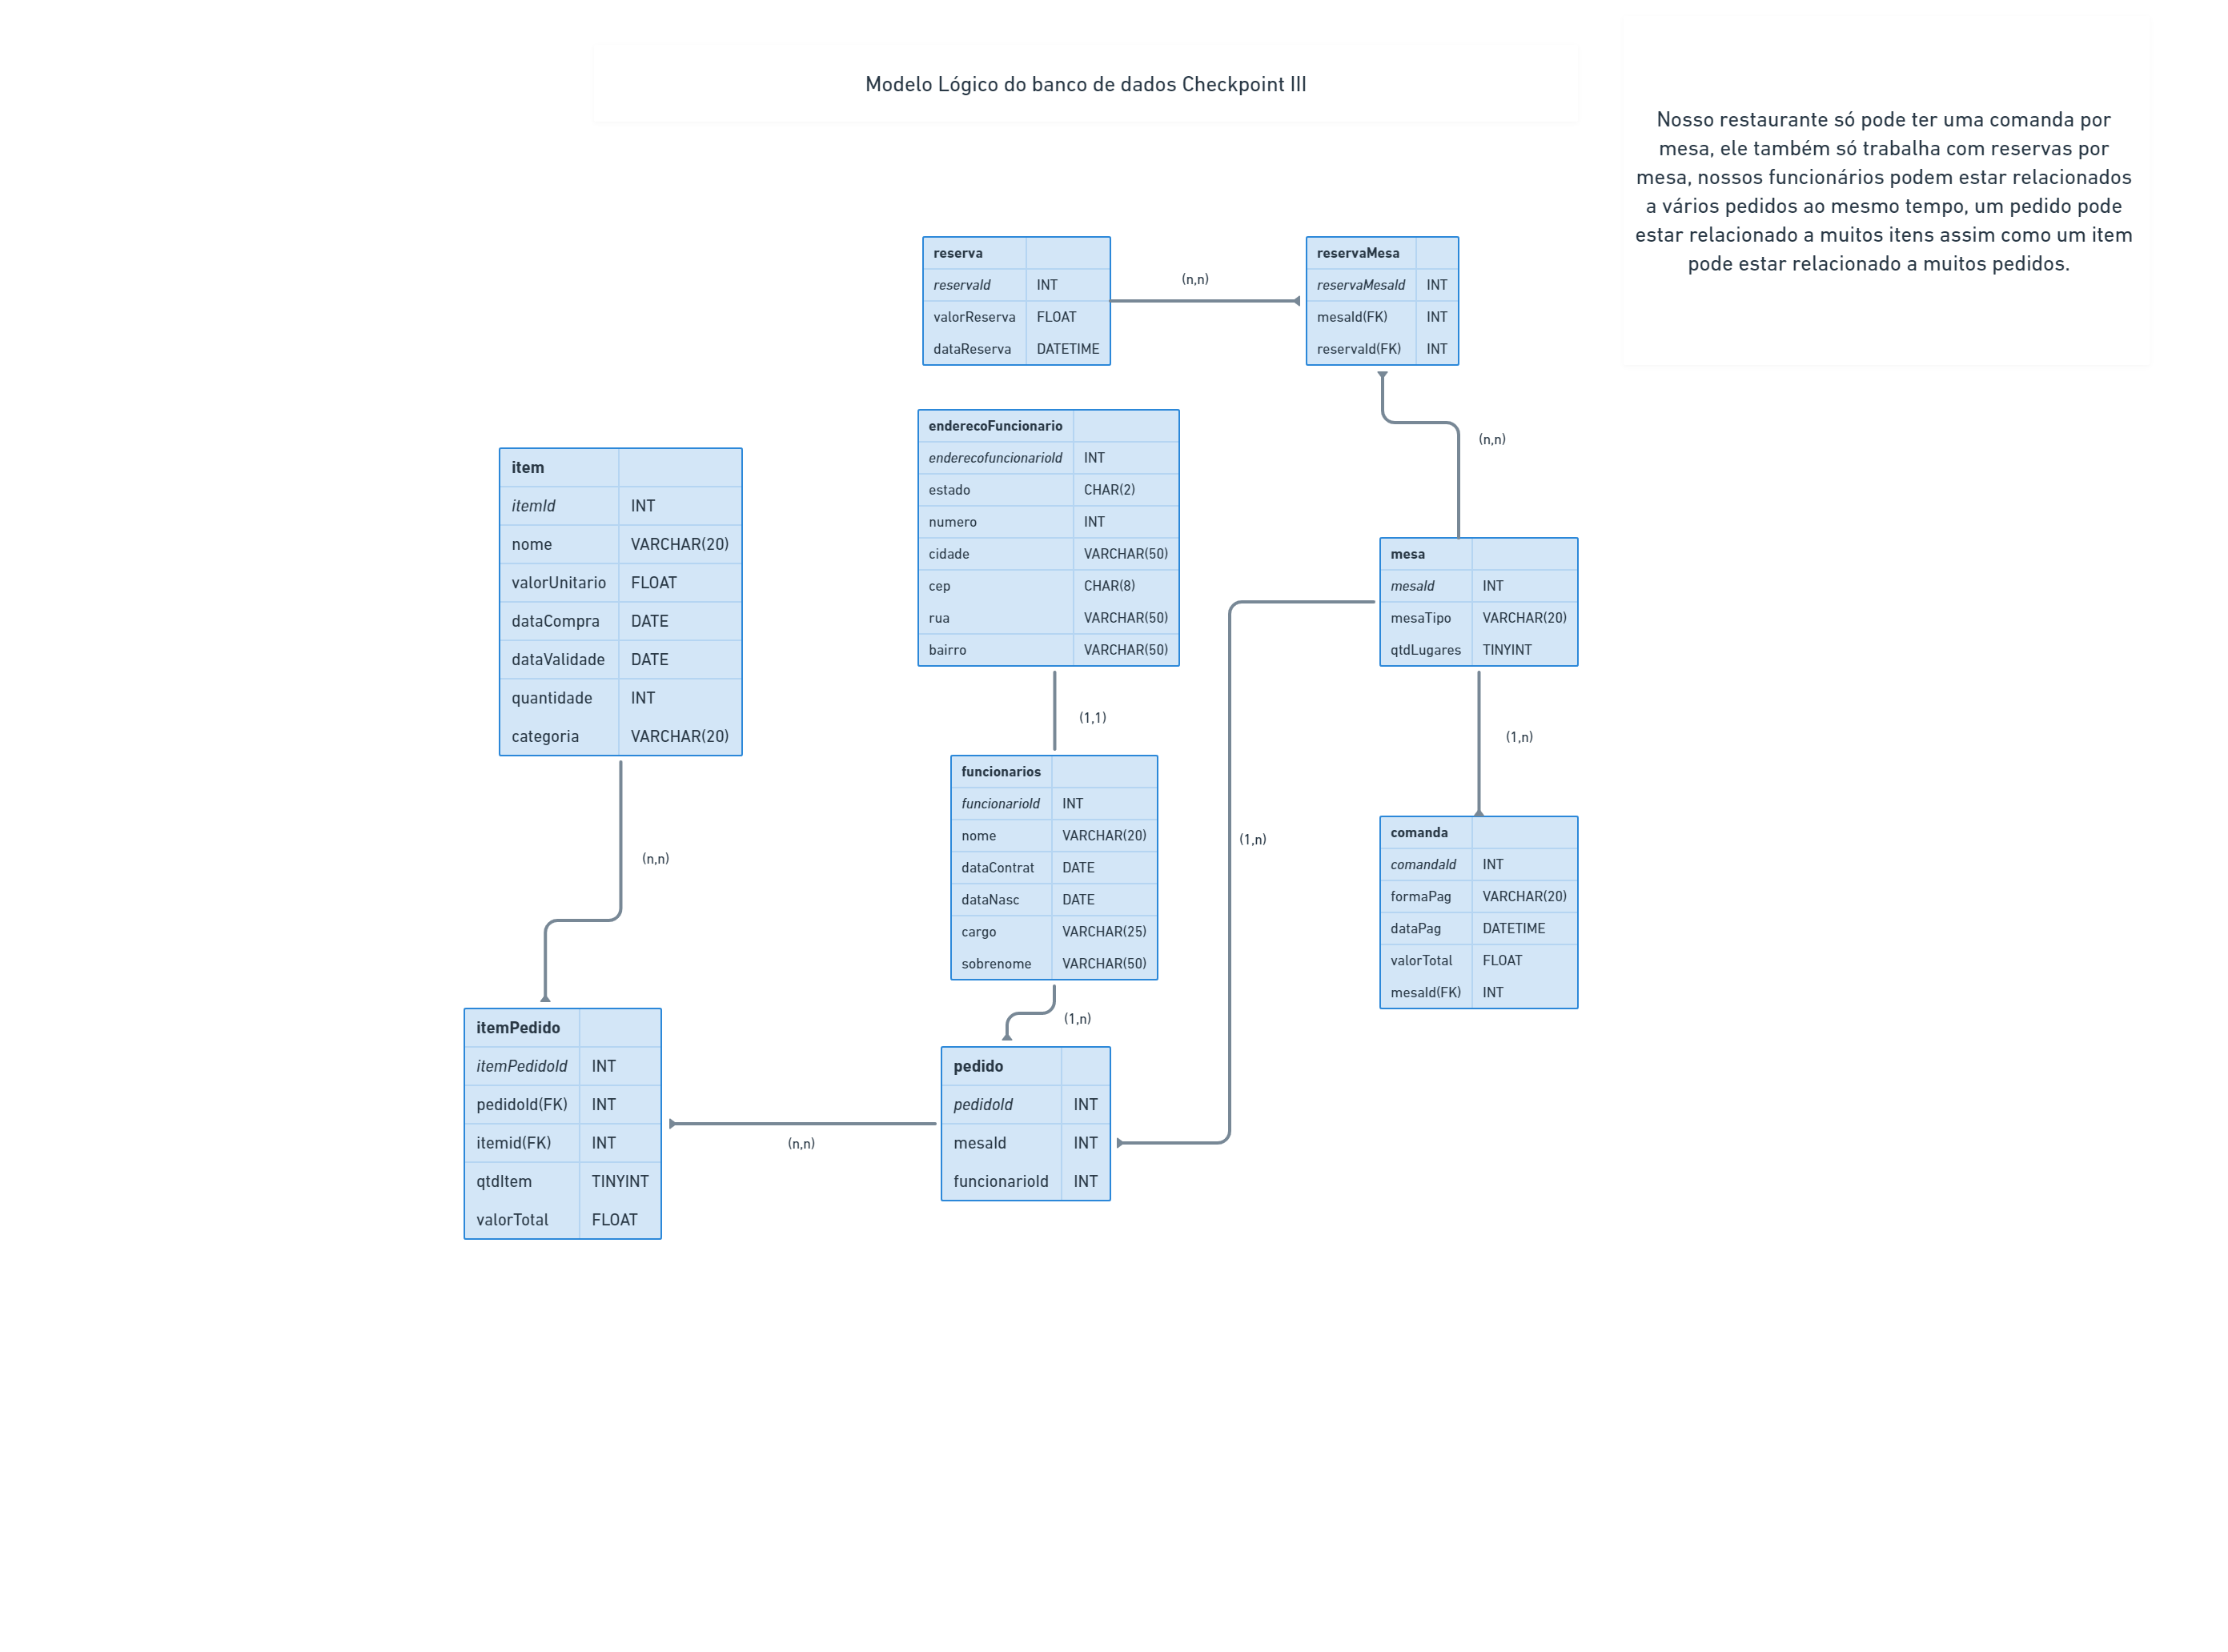 Modelo Lógico do banco de dados Checkpoint III
Nosso restaurante só pode ter uma comanda por
mesa, ele também só trabalha com reservas por
mesa, nossos funcionários podem estar relacionados
a vários pedidos ao mesmo tempo, um pedido pode
estar relacionado a muitos itens assim como um item
pode estar relacionado a muitos pedidos.
reserva
reservaId INT
valorReserva FLOAT
dataReserva DATETIME
(n,n)
reservaMesa
reservaMesaId INT
mesaId(FK) INT
reservaId(FK) INT
(n,n)
enderecoFuncionario
enderecofuncionarioId INT
estado CHAR(2)
numero INT
cidade VARCHAR(50)
cep CHAR(8)
rua VARCHAR(50)
bairro VARCHAR(50)
item
itemId INT
nome VARCHAR(20)
valorUnitario FLOAT
dataCompra DATE
dataValidade DATE
quantidade INT
categoria VARCHAR(20)
mesa
mesaId INT
mesaTipo VARCHAR(20)
qtdLugares TINYINT
(1,1)
(1,n)
funcionarios
funcionarioId INT
nome VARCHAR(20)
dataContrat DATE
dataNasc DATE
cargo VARCHAR(25)
sobrenome VARCHAR(50)
(1,n)
comanda
comandaId INT
formaPag VARCHAR(20)
dataPag DATETIME
valorTotal FLOAT
mesaId(FK) INT
(n,n)
(1,n)
itemPedido
itemPedidoId INT
pedidoId(FK) INT
itemid(FK) INT
qtdItem TINYINT
valorTotal FLOAT
(n,n)
pedido
pedidoId INT
mesaId INT
funcionarioId INT